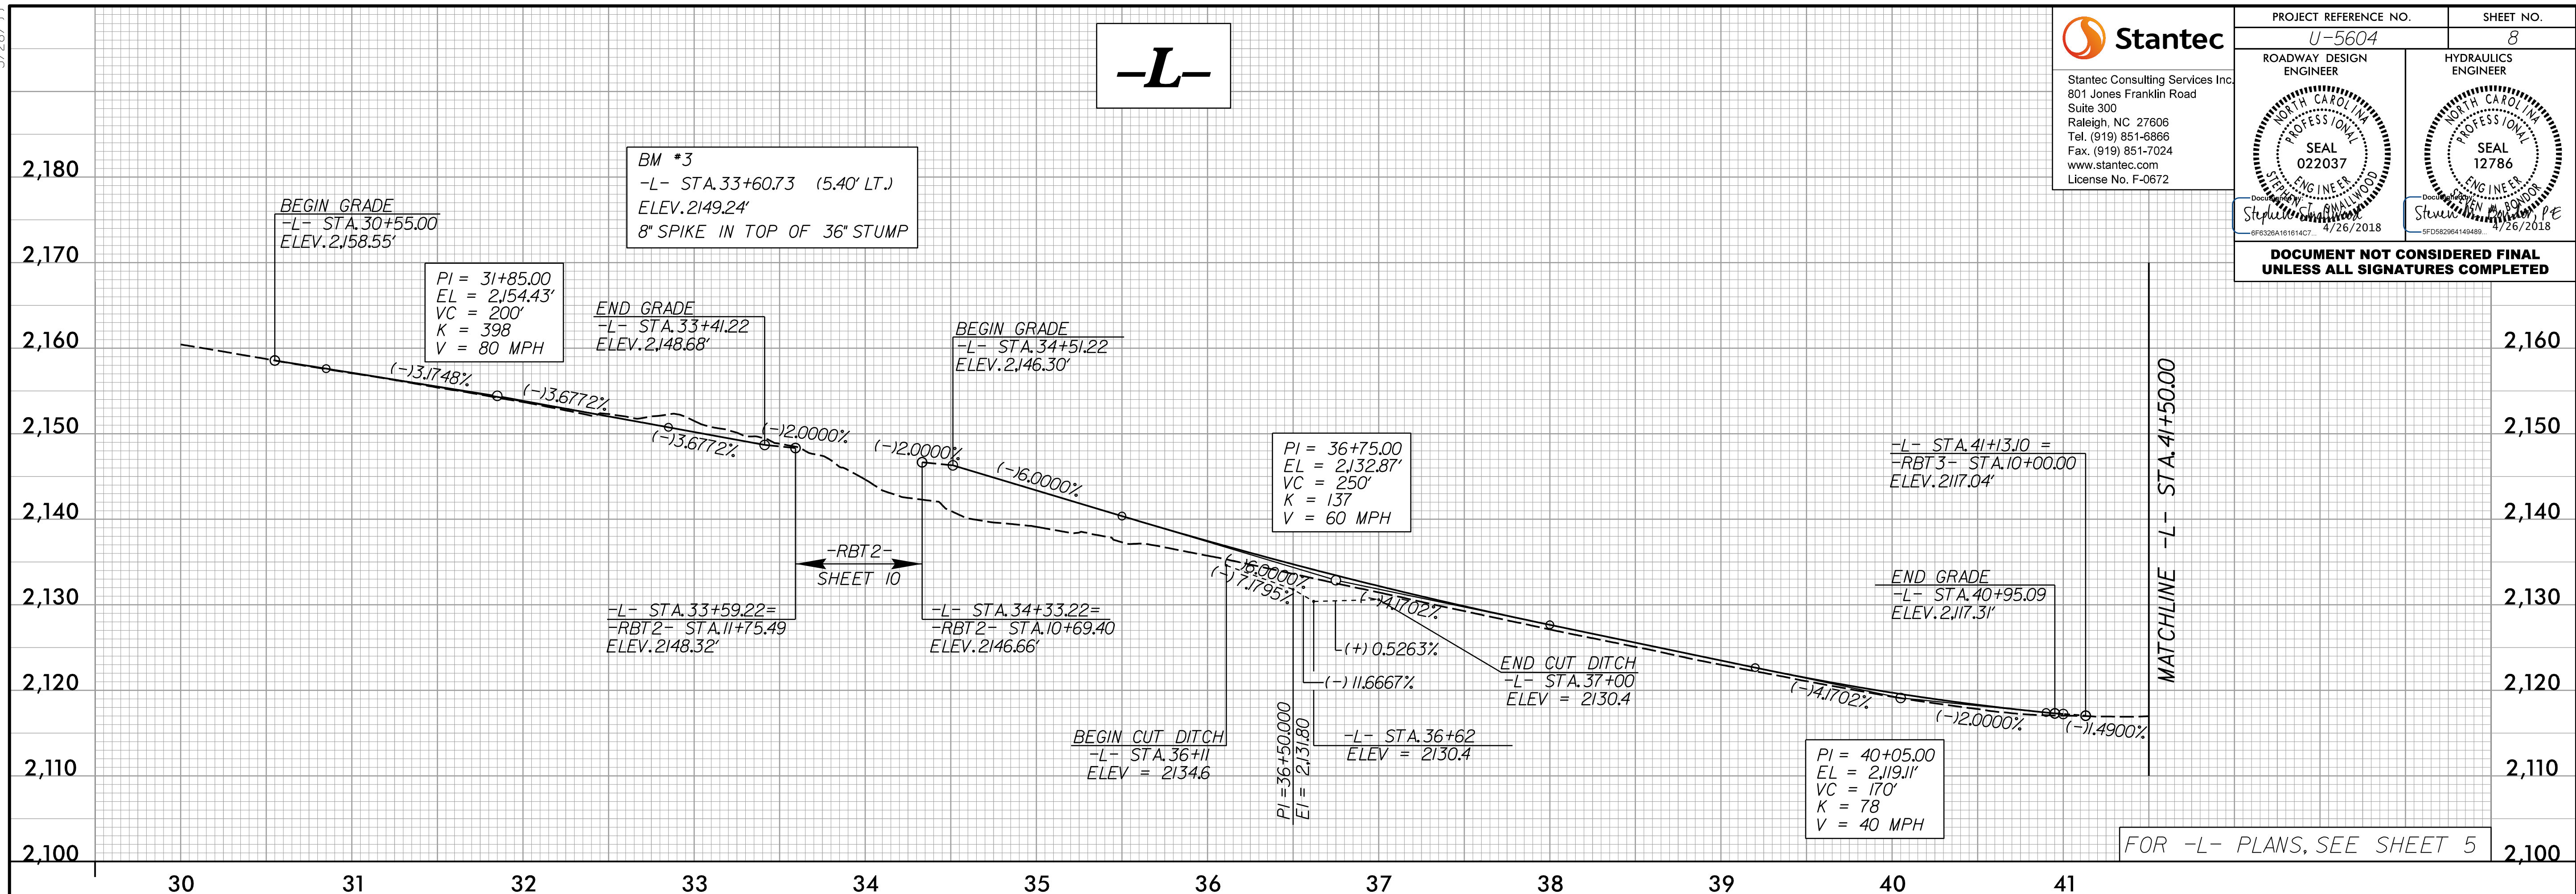 -L-
Stantec
Stantec Consulting Services Inc.
801 Jones Franklin Road
Suite 300
Raleigh, NC 27606
Tel. (919) 851-6866
Fax. (919) 851-7024
www.stantec.com
License No. F-0672
PROJECT REFERENCE NO.
SHEET NO.
U-5604
8
ROADWAY DESIGN
ENGINEER
HYDRAULICS
ENGINEER
NORTH CAROLINA
PROFESSIONAL
SEAL
022037
ENGINEER
STEPHEN T. SMALLWOOD
6F6326A161614C7...
4/26/2018
NORTH CAROLINA
PROFESSIONAL
SEAL
12786
ENGINEER
5FD582964149489...
4/26/2018
DOCUMENT NOT CONSIDERED FINAL
UNLESS ALL SIGNATURES COMPLETED
BM #3
-L- STA.33+60.73 (5.40' LT.)
ELEV.2149.24'
8" SPIKE IN TOP OF 36" STUMP
BEGIN GRADE
-L- STA.30+55.00
ELEV.2,158.55'
PI = 31+85.00
EL = 2,154.43'
VC = 200'
K = 398
V = 80 MPH
END GRADE
-L- STA.33+41.22
ELEV.2,148.68'
BEGIN GRADE
-L- STA.34+51.22
ELEV.2,146.30'
(-)3.1748%
(-)3.6772%
(-)3.6772%
(-)2.0000%
(-)2.0000%
(-)6.0000%
PI = 36+75.00
EL = 2,132.87'
VC = 250'
K = 137
V = 60 MPH
-L- STA.41+13.10 =
-RBT3- STA.10+00.00
ELEV.2117.04'
MATCHLINE -L- STA.41+50.00
-RBT2-
SHEET 10
-L- STA.33+59.22=
-RBT2- STA.11+75.49
ELEV.2148.32'
-L- STA.34+33.22=
-RBT2- STA.10+69.40
ELEV.2146.66'
(-)6.0000%
(-)7.1795%
(-)4.1702%
(+)0.5263%
(-)11.6667%
END CUT DITCH
-L- STA.37+00
ELEV = 2130.4
END GRADE
-L- STA.40+95.09
ELEV.2,117.31'
BEGIN CUT DITCH
-L- STA.36+11
ELEV = 2134.6
PI =36+50.000
El = 2,131.80
-L- STA.36+62
ELEV = 2130.4
(-)4.1702%
(-)2.0000%
(-)1.4900%
PI = 40+05.00
EL = 2,119.11'
VC = 170'
K = 78
V = 40 MPH
FOR -L- PLANS, SEE SHEET 5
2,180
2,170
2,160
2,150
2,140
2,130
2,120
2,110
2,100
2,160
2,150
2,140
2,130
2,120
2,110
2,100
30 31 32 33 34 35 36 37 38 39 40 41